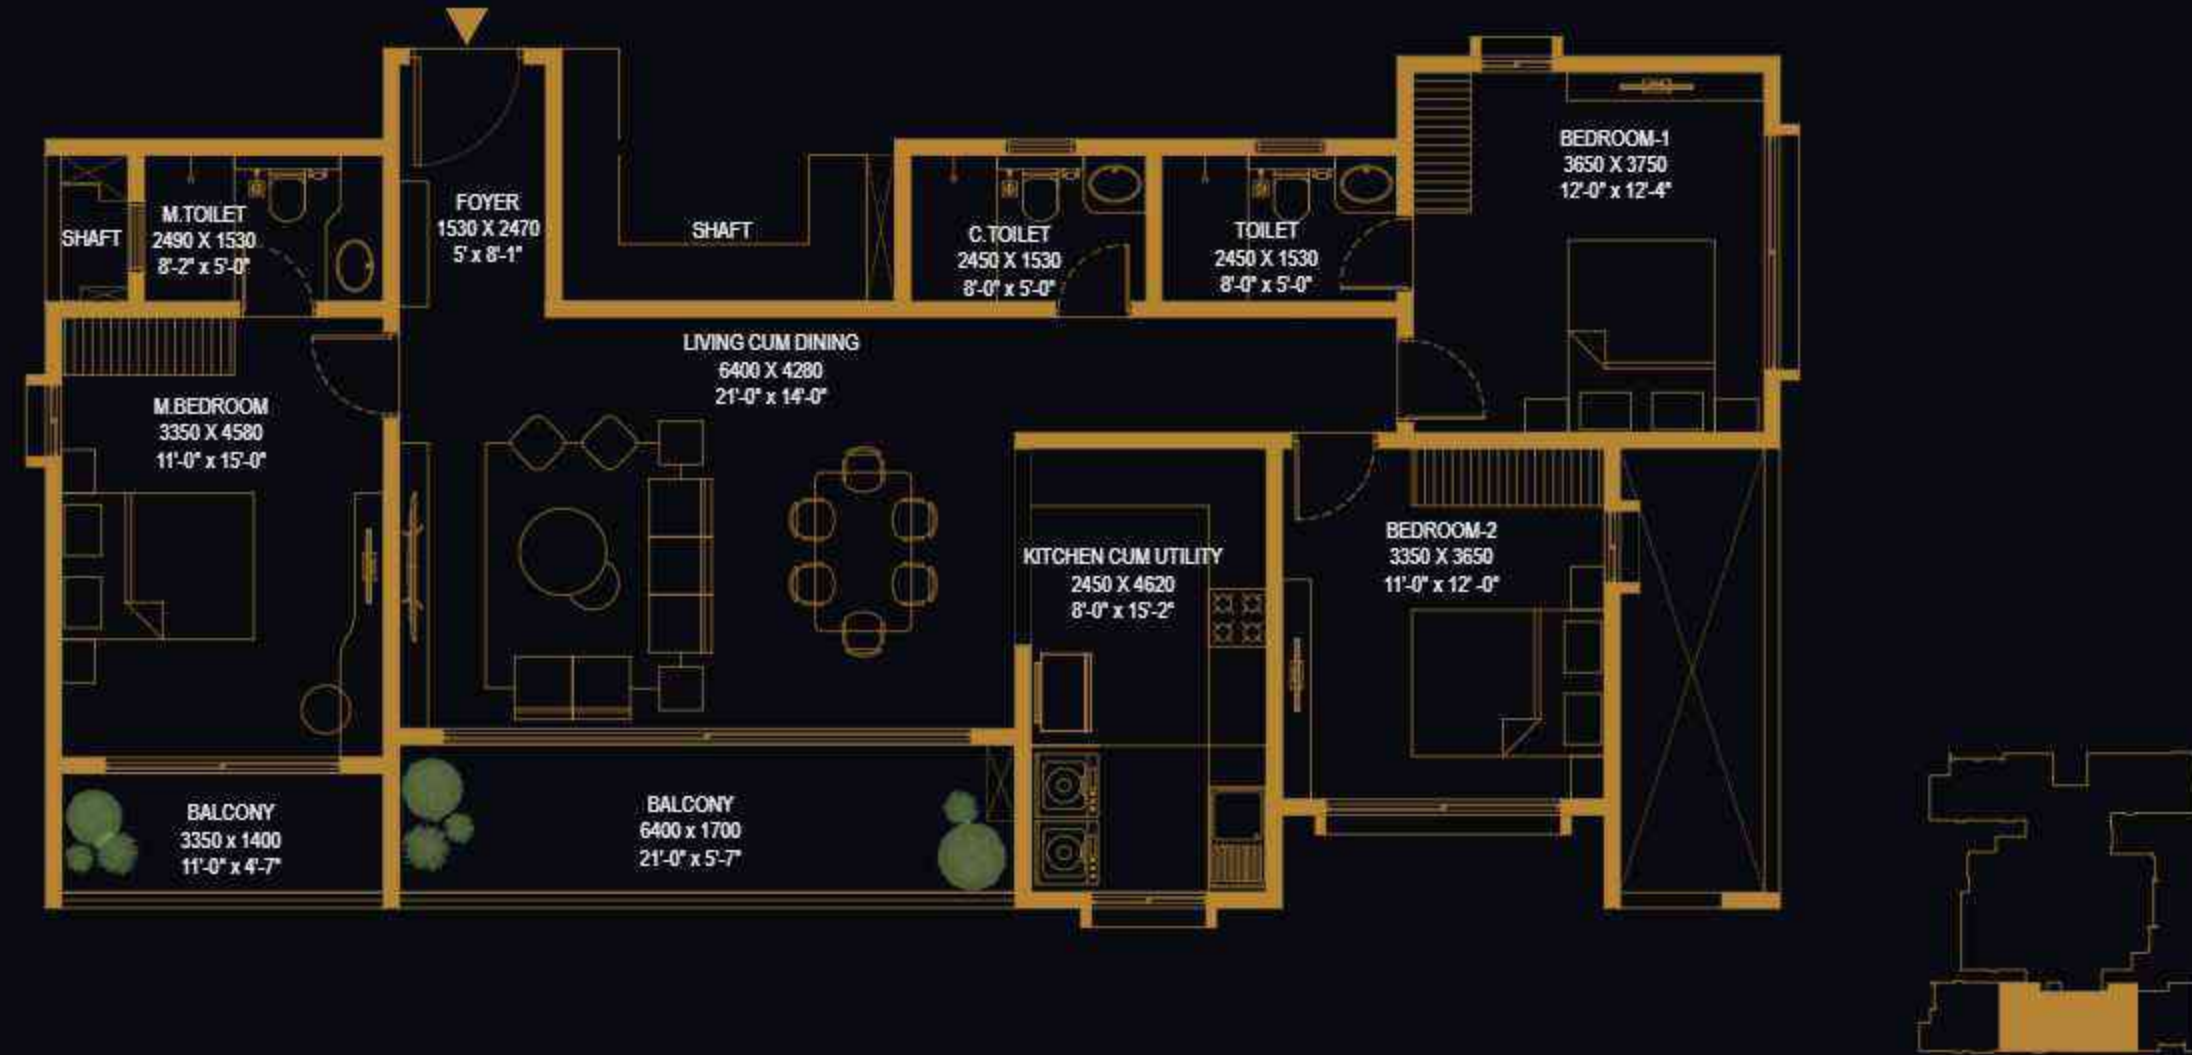 SHAFT
M.TOILET
2490 X 1530
8'-2" x 5'-0"
FOYER
1530 X 2470
5' x 8'-1"
SHAFT
C.TOILET
2450 X 1530
8'-0" x 5'-0"
TOILET
2450 X 1530
8'-0" x 5'-0"
BEDROOM-1
3650 X 3750
12'-0" x 12'-4"
LIVING CUM DINING
6400 X 4280
21'-0" x 14'-0"
M.BEDROOM
3350 X 4580
11'-0" x 15'-0"
KITCHEN CUM UTILITY
2450 X 4620
8'-0" x 15'-2"
BEDROOM-2
3350 X 3650
11'-0" x 12' -0"
BALCONY
3350 x 1400
11'-0" x 4'-7"
BALCONY
6400 x 1700
21'-0" x 5'-7"